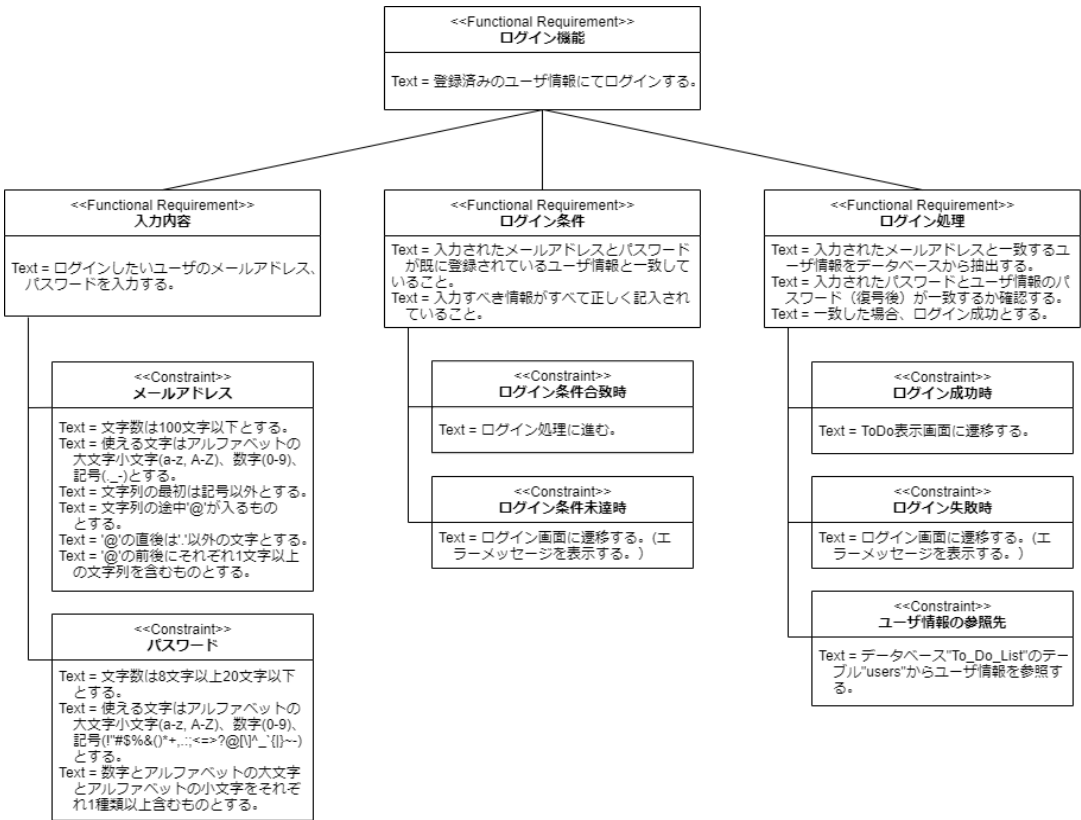 <<Functional Requirement>>
ログイン機能
Text = 登録済みのユーザ情報にてログインする。
<<Functional Requirement>>
入力内容
Text = ログインしたいユーザのメールアドレス、
パスワードを入力する。
<<Constraint>>
メールアドレス
Text = 文字数は100文字以下とする。
Text = 使える文字はアルファベットの
大文字小文字(a-z, A-Z)、数字(0-9)、
記号(._-)とする。
Text = 文字列の最初は記号以外とする。
Text = 文字列の途中'@'が入るもの
とする。
Text = '@'の直後は'.'以外の文字とする。
Text = '@'の前後にそれぞれ1文字以上
の文字列を含むものとする。
<<Constraint>>
パスワード
Text = 文字数は8文字以上20文字以下
とする。
Text = 使える文字はアルファベットの
大文字小文字(a-z, A-Z)、数字(0-9)、
記号(!"#$%&()*+,.:;<=>?@[\]^_`{|}~-)
とする。
Text = 数字とアルファベットの大文字
とアルファベットの小文字をそれぞ
れ1種類以上含むものとする。
<<Functional Requirement>>
ログイン条件
Text = 入力されたメールアドレスとパスワード
が既に登録されているユーザ情報と一致して
いること。
Text = 入力すべき情報がすべて正しく記入され
ていること。
<<Constraint>>
ログイン条件合致時
Text = ログイン処理に進む。
<<Constraint>>
ログイン条件未達時
Text = ログイン画面に遷移する。(エ
ラーメッセージを表示する。）
<<Functional Requirement>>
ログイン処理
Text = 入力されたメールアドレスと一致するユ
ーザ情報をデータベースから抽出する。
Text = 入力されたパスワードとユーザ情報のパ
スワード（復号後）が一致するか確認する。
Text = 一致した場合、ログイン成功とする。
<<Constraint>>
ログイン成功時
Text = ToDo表示画面に遷移する。
<<Constraint>>
ログイン失敗時
Text = ログイン画面に遷移する。(エ
ラーメッセージを表示する。）
<<Constraint>>
ユーザ情報の参照先
Text = データベース"To_Do_List"のテー
ブル"users"からユーザ情報を参照す
る。